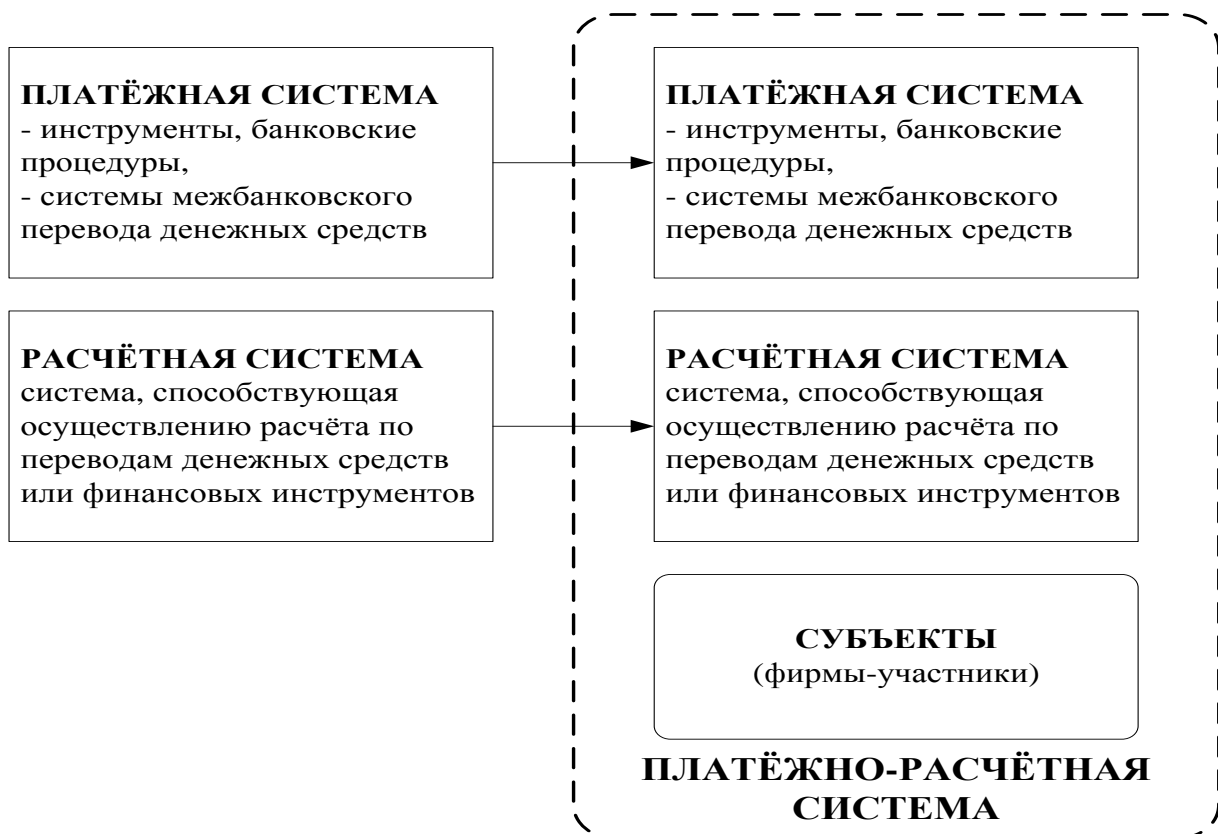 ПЛАТЁЖНАЯ СИСТЕМА
- инструменты, банковские
процедуры,
- системы межбанковского
перевода денежных средств
ПЛАТЁЖНАЯ СИСТЕМА
- инструменты, банковские
процедуры,
- системы межбанковского
перевода денежных средств
РАСЧЁТНАЯ СИСТЕМА
система, способствующая
осуществлению расчёта по
переводам денежных средств
или финансовых инструментов
РАСЧЁТНАЯ СИСТЕМА
система, способствующая
осуществлению расчёта по
переводам денежных средств
или финансовых инструментов
СУБЪЕКТЫ
(фирмы-участники)
ПЛАТЁЖНО-РАСЧЁТНАЯ
СИСТЕМА